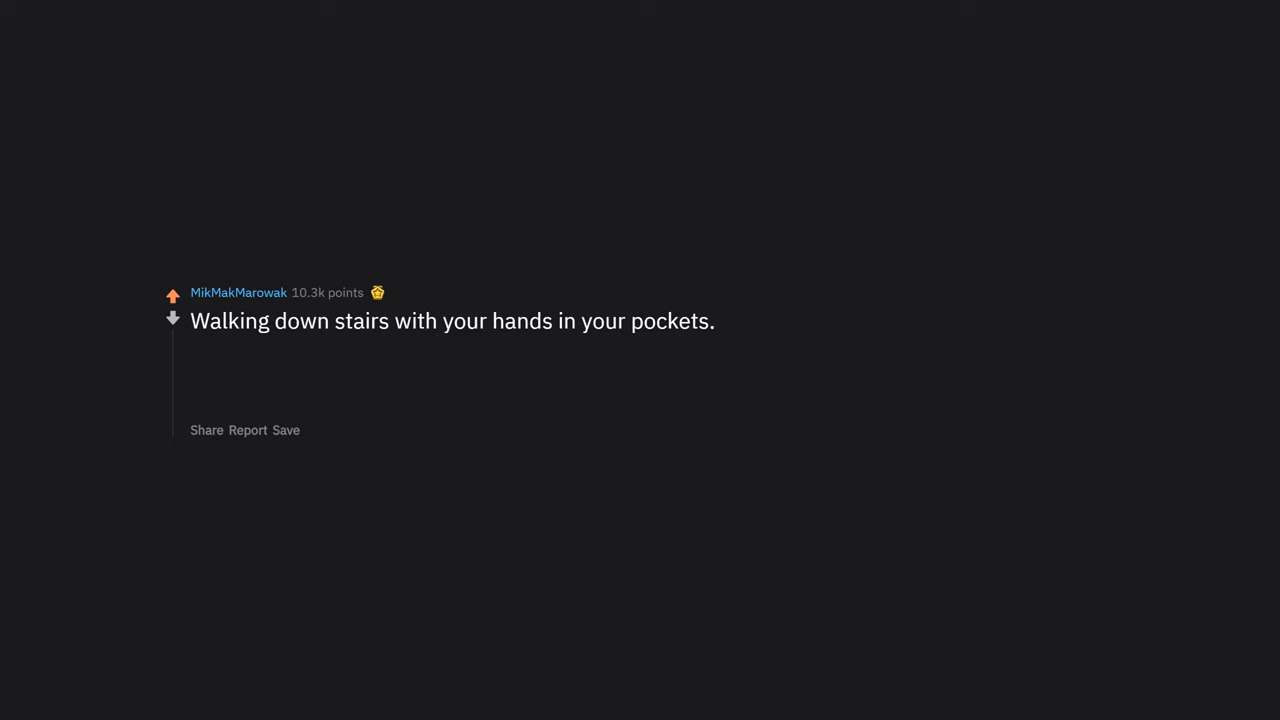 MikMakMarowak 10.3k points
Walking down stairs with your hands in your pockets.
Share Report Save